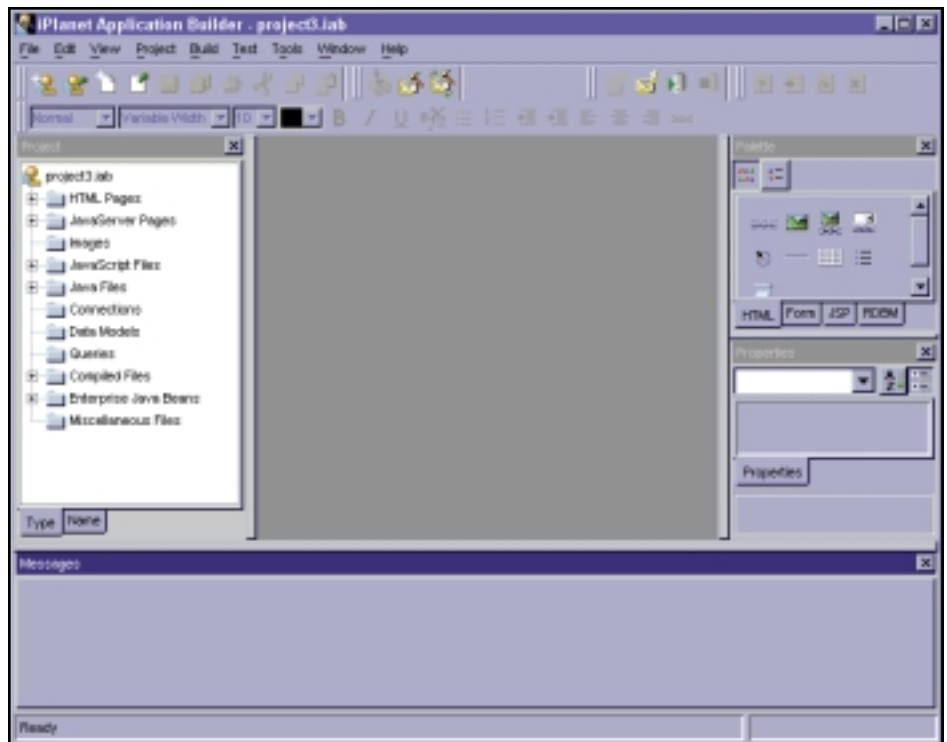 iPlanet Application Builder - project3.iab
File Edit View Project Build Test Tools Window Help
Normal Variable Width 10 B I U
Project
project3.iab
HTML Pages
JavaServer Pages
Images
JavaScript Files
Java Files
Connections
Data Models
Queries
Compiled Files
Enterprise Java Beans
Miscellaneous Files
Type Name
Palette
HTML Form JSP RDBM
Properties
A
Z
Properties
Messages
Ready